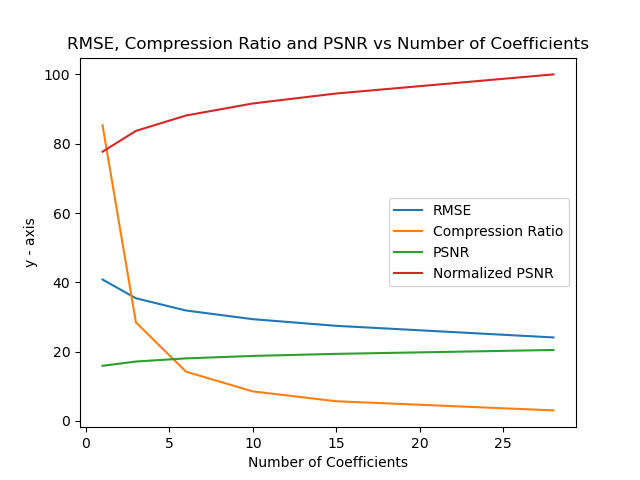 RMSE, Compression Ratio and PSNR vs Number of Coefficients
100
80
60
40
20
0
y - axis
RMSE
Compression Ratio
PSNR
Normalized PSNR
0 5 10 15 20 25
Number of Coefficients